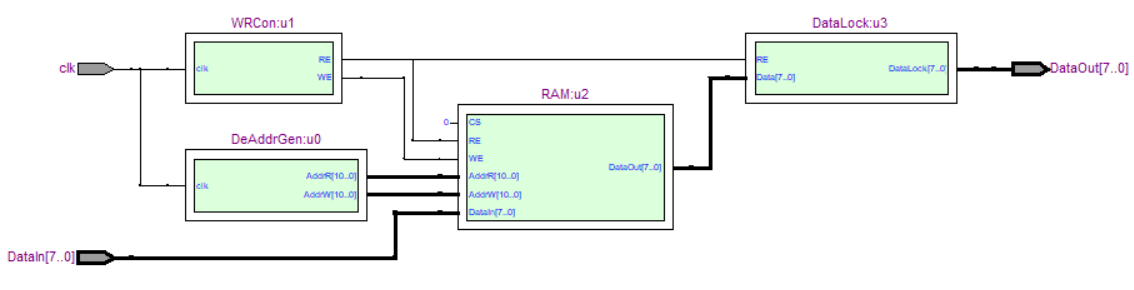 WRCon:u1
clk
clk
RE
WE
DeAddrGen:u0
clk
AddrR[10..0]
AddrW[10..0]
DataIn[7..0]
RAM:u2
0
CS
RE
WE
AddrR[10..0]
AddrW[10..0]
DataIn[7..0]
DataOut[7..0]
DataLock:u3
RE
Data[7..0]
DataLock[7..0]
DataOut[7..0]